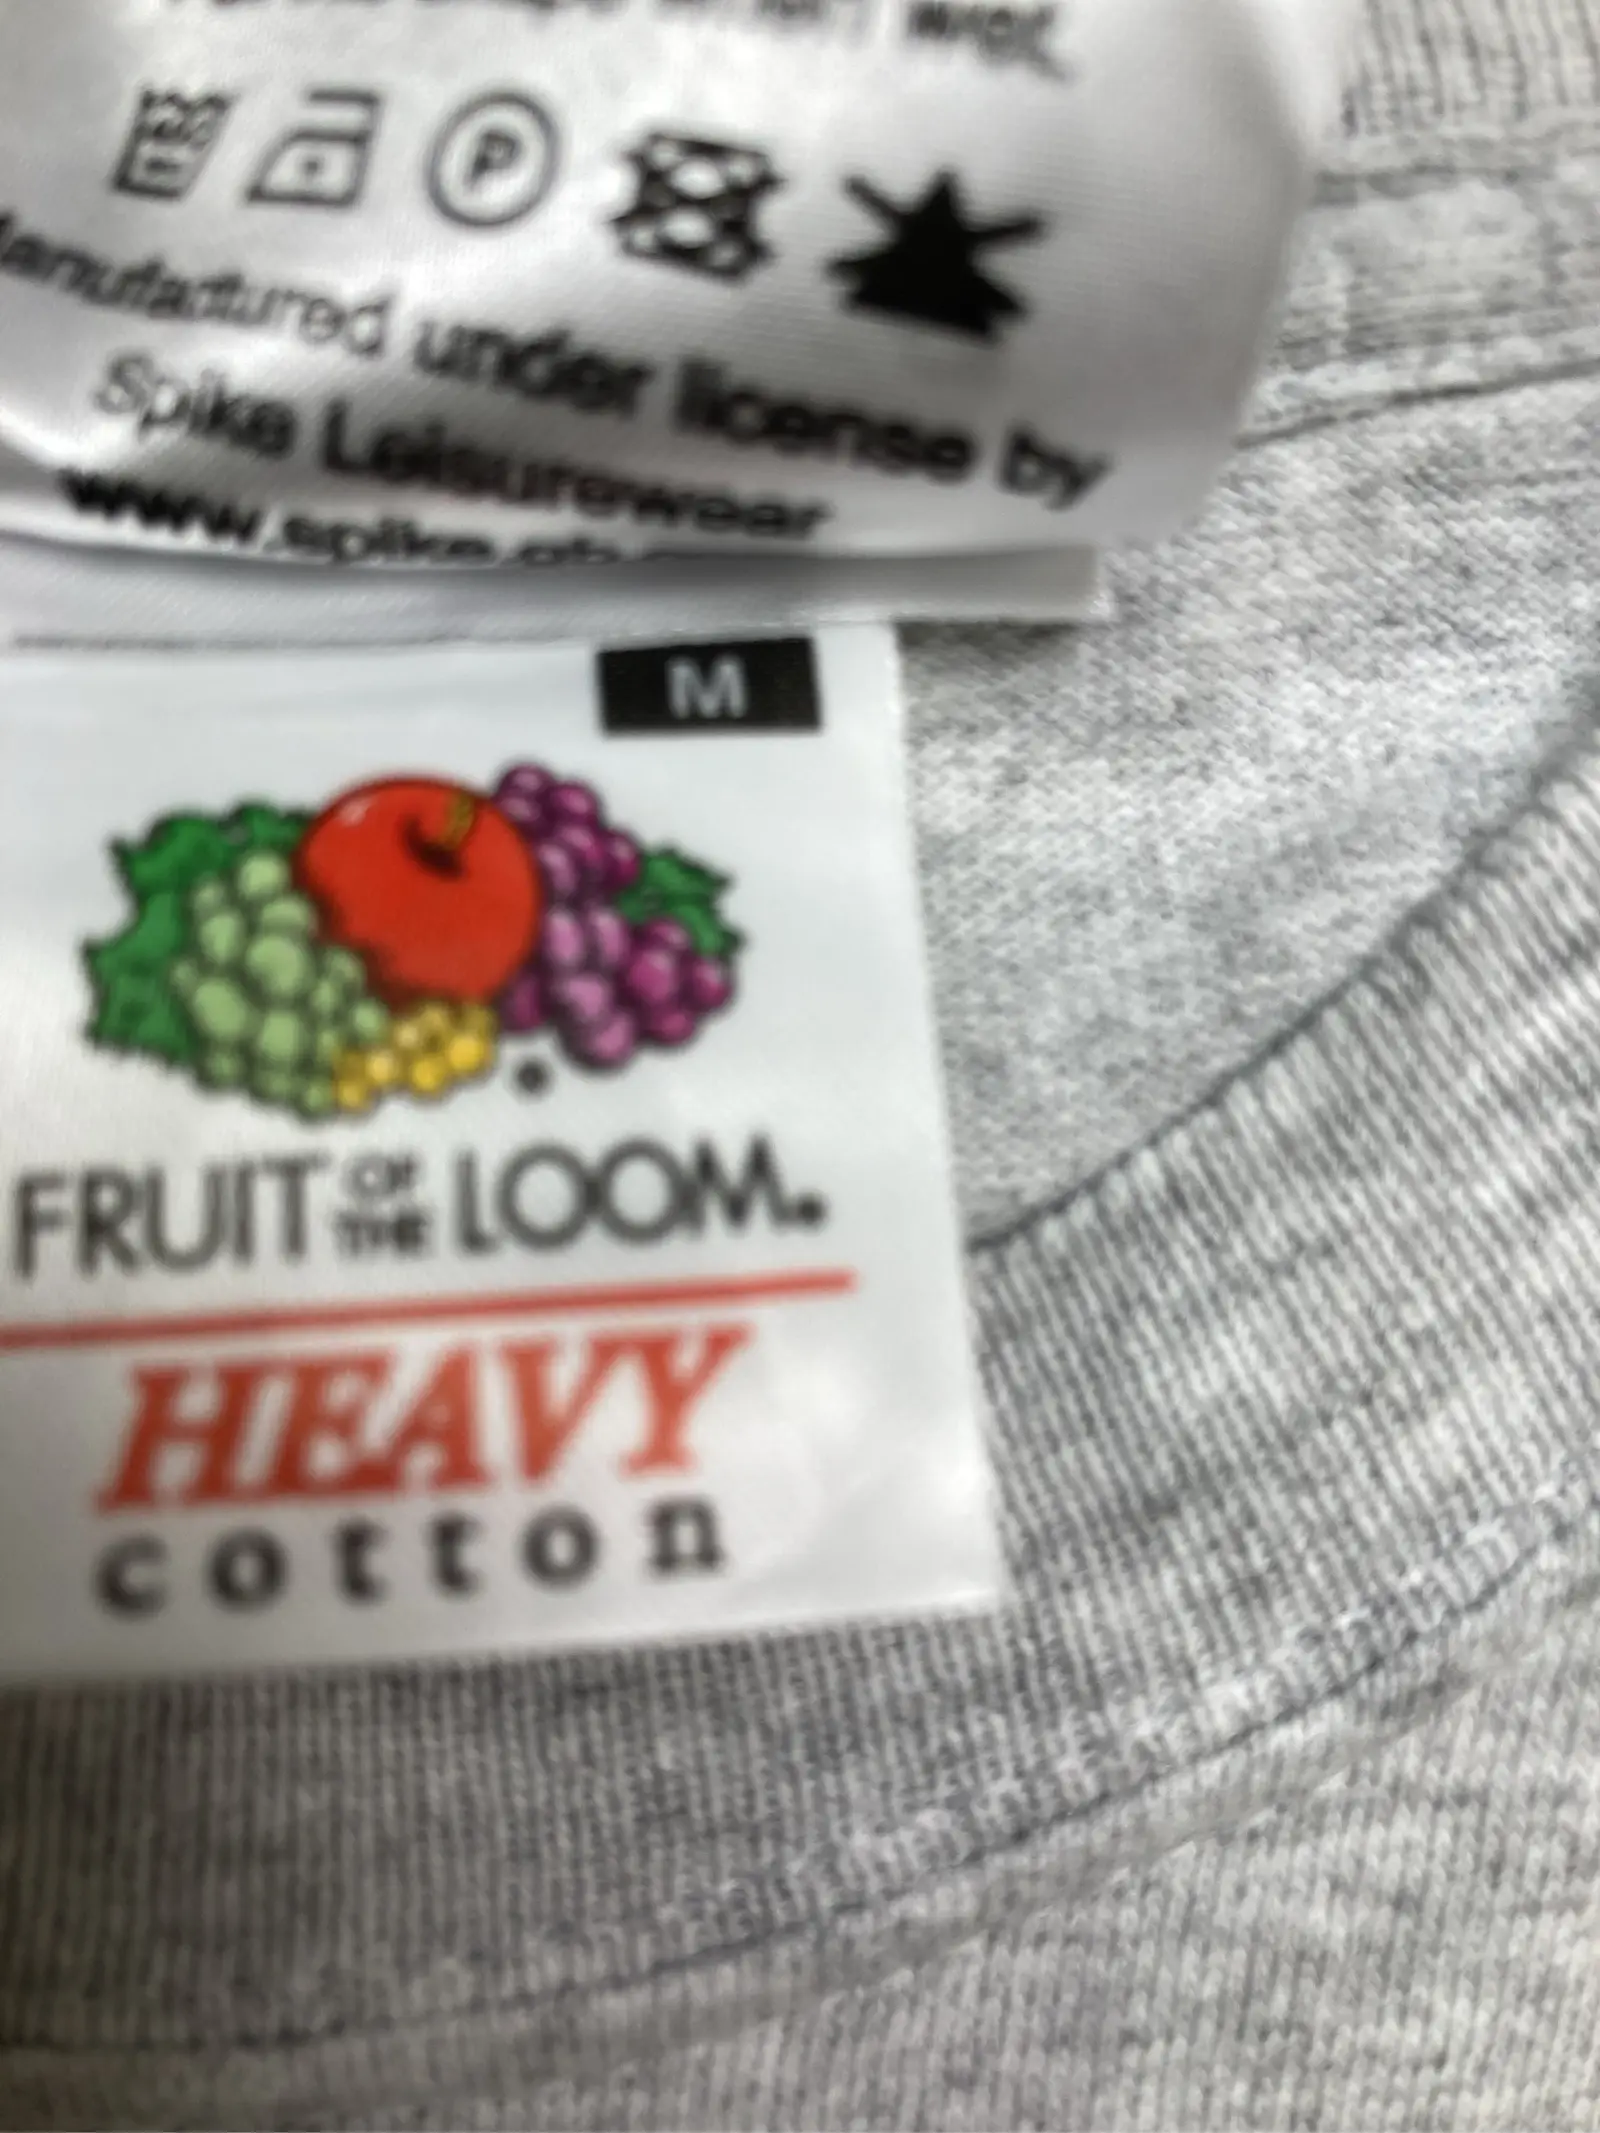 P
Manufactured under license by
Spike Leisurewear
M
FRUIT OF THE LOOM.
HEAVY
cotton